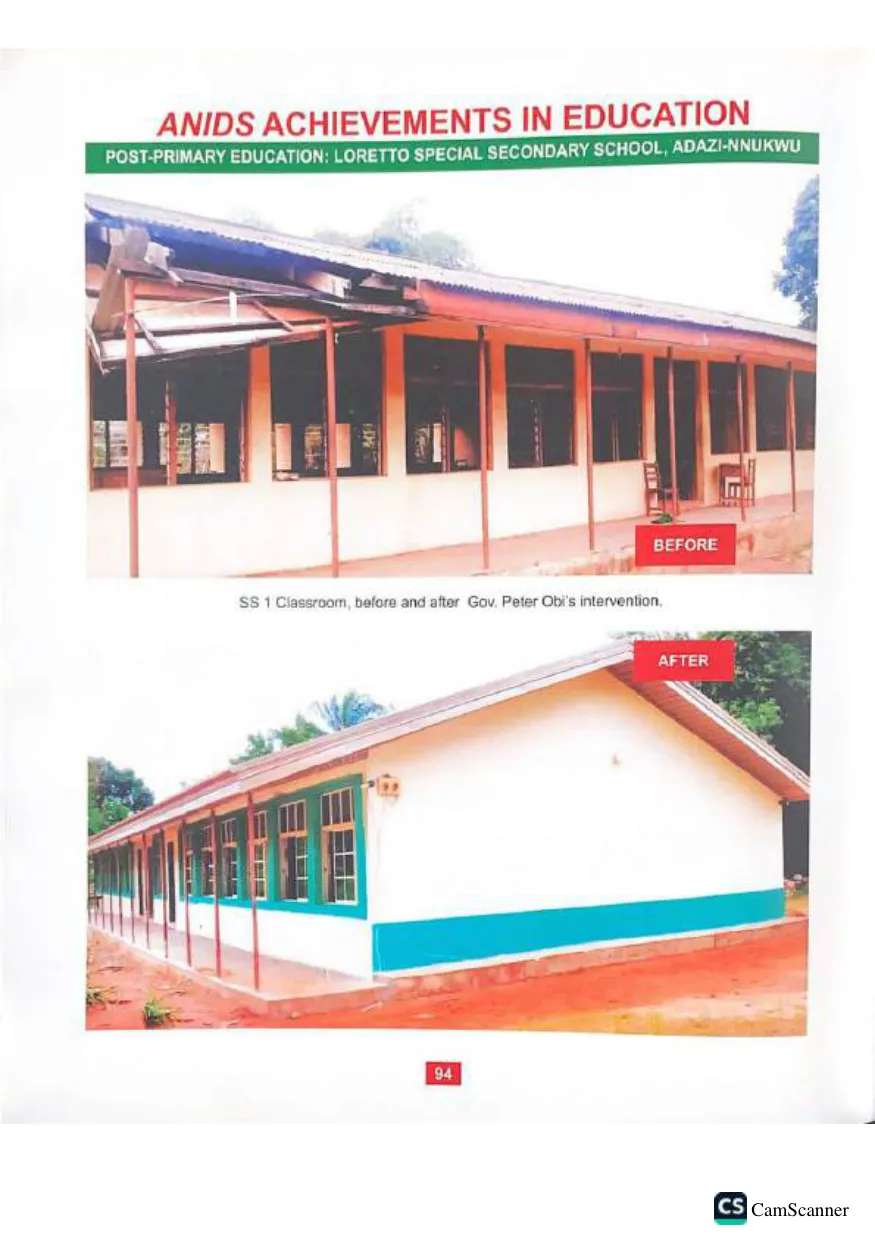 ANIDS ACHIEVEMENTS IN EDUCATION
POST-PRIMARY EDUCATION: LORETTO SPECIAL SECONDARY SCHOOL, ADAZI-NNUKWU
BEFORE
SS 1 Classroom, before and after Gov. Peter Obi's intervention.
AFTER
94
CS CamScanner